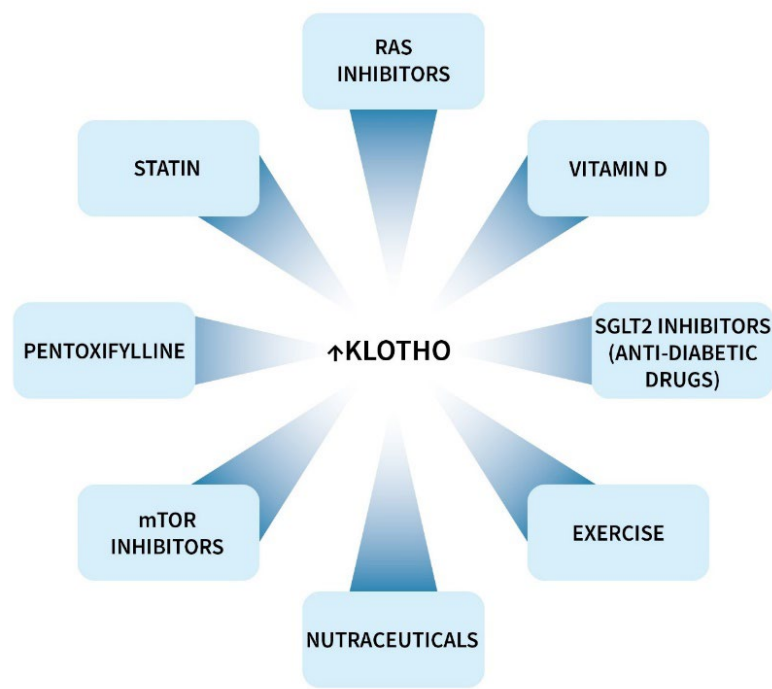 RAS
INHIBITORS
STATIN
VITAMIN D
PENTOXIFYLLINE
↑KLOTHO
SGLT2 INHIBITORS
(ANTI-DIABETIC
DRUGS)
mTOR
INHIBITORS
EXERCISE
NUTRACEUTICALS